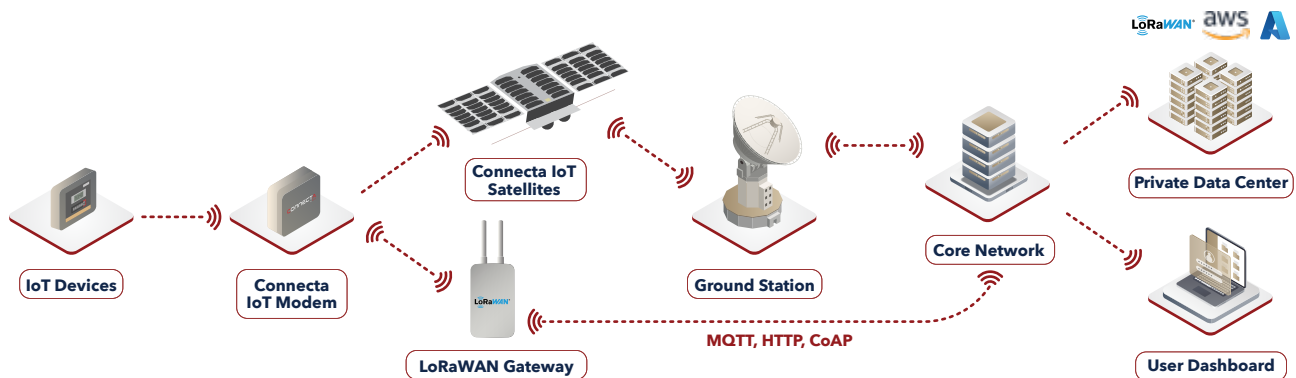 LoRaWAN®
aws
Connecta IoT
Satellites
Private Data Center
CONNECTA
IoT Devices
Connecta
IoT Modem
LoRaWAN®
LoRaWAN Gateway
Ground Station
Core Network
MQTT, HTTP, CoAP
User Dashboard